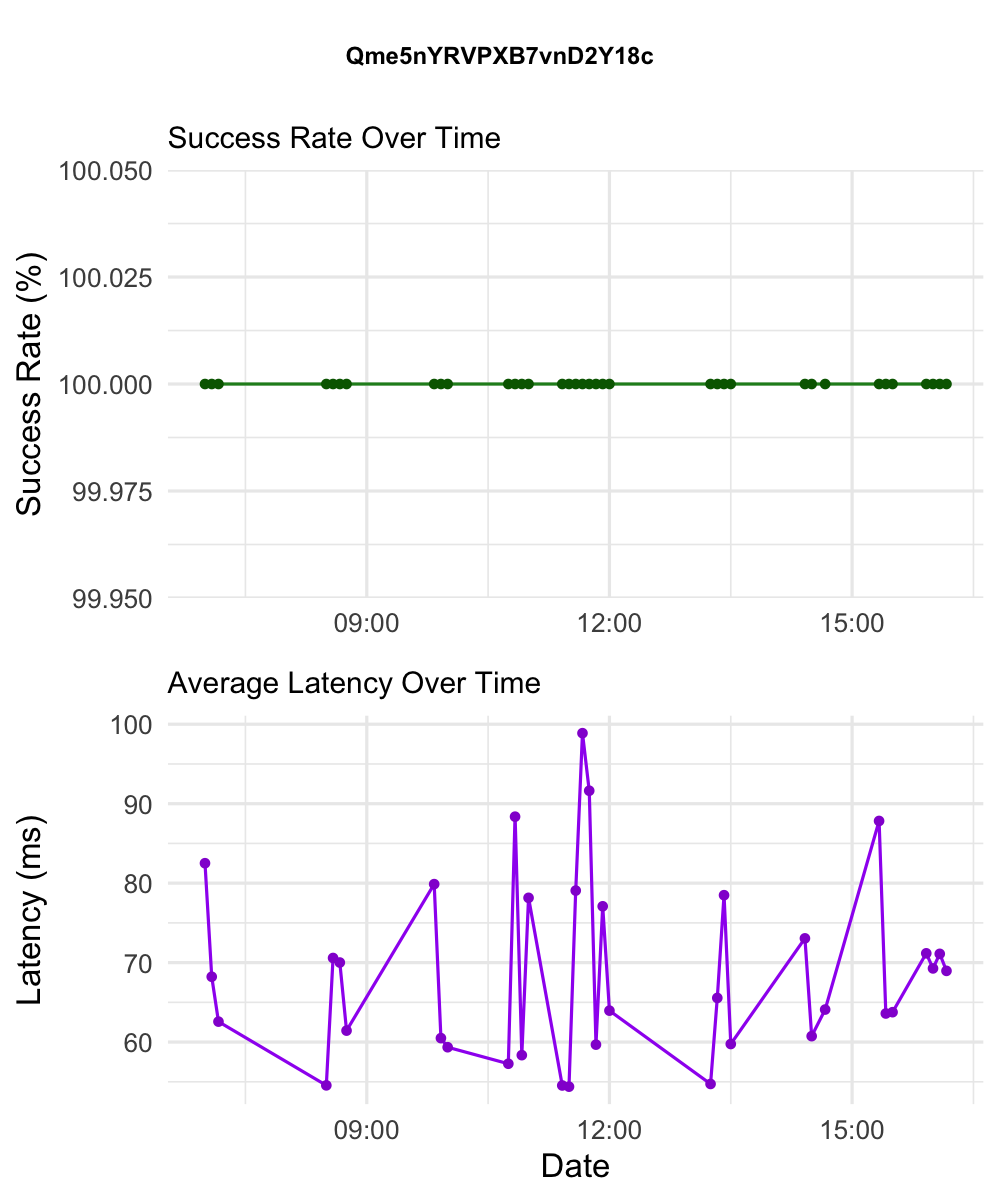 Qme5nYRVPXB7vnD2Y18c
Success Rate Over Time
Success Rate (%)
100.050
100.025
100.000
99.975
99.950
09:00 12:00 15:00
Average Latency Over Time
Latency (ms)
100
90
80
70
60
09:00 12:00 15:00
Date